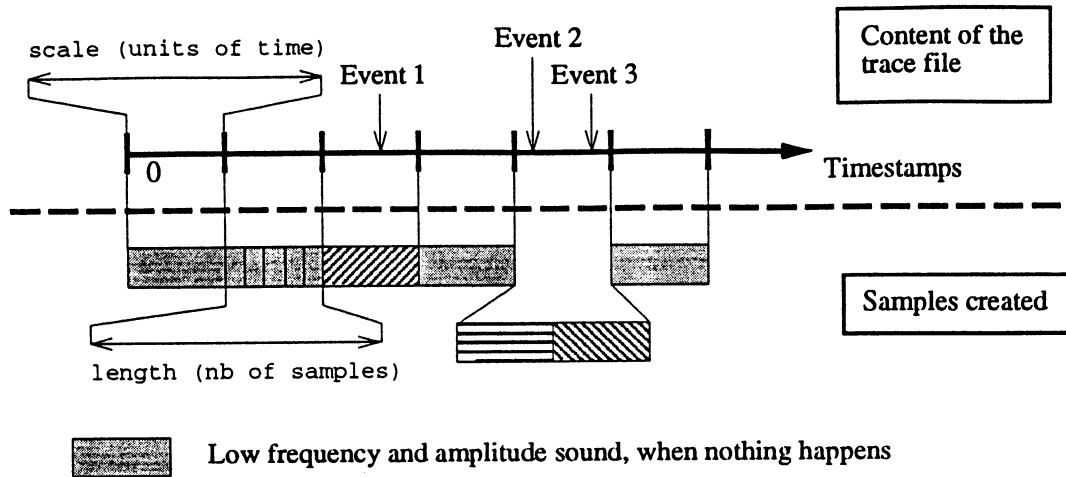 scale (units of time)
Event 1
Event 2
Event 3
Content of the
trace file
0
Timestamps
Samples created
length (nb of samples)
Low frequency and amplitude sound, when nothing happens